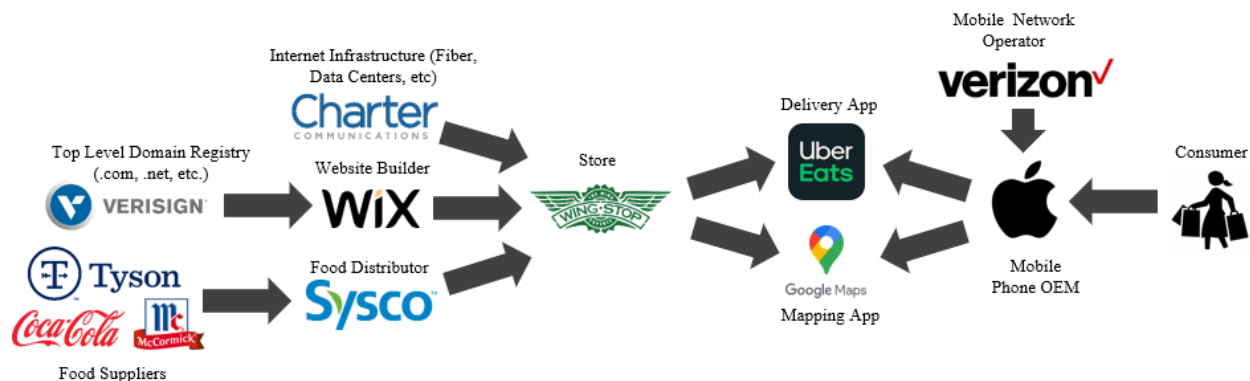 Mobile Network
Operator
verizon✓
Internet Infrastructure (Fiber,
Data Centers, etc)
Charter
COMMUNICATIONS
Delivery App
Uber
Eats
Top Level Domain Registry
(.com, .net, etc.)
VERISIGN
Website Builder
WiX
Store
WING·STOP
Consumer
Google Maps
Mapping App
Mobile
Phone OEM
T
Tyson
Food Distributor
Sysco
Coca-Cola
Mc
McCormick
Food Suppliers